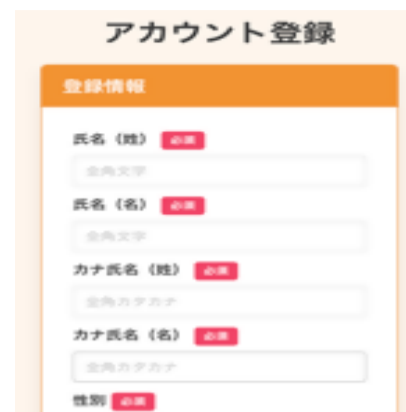 アカウント登録
登録情報
氏名（姓） 必須
全角文字
氏名（名） 必須
全角文字
カナ氏名（姓） 必須
全角カタカナ
カナ氏名（名） 必須
全角カタカナ
性別 必須